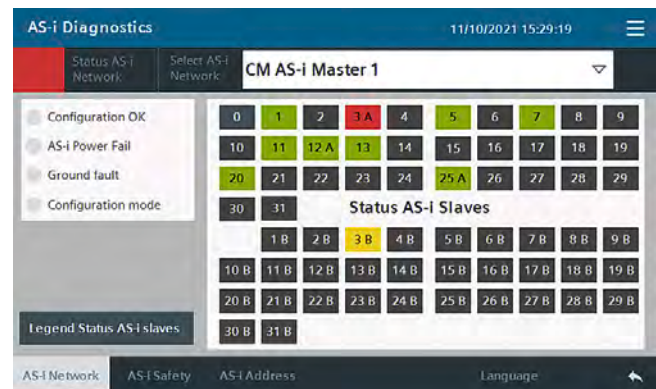 AS-i Diagnostics 11/10/2021 15:29:19
Status AS-i Network
Select AS-i Network
CM AS-i Master 1
Configuration OK
AS-i Power Fail
Ground fault
Configuration mode
0 1 2 3 A 4 5 6 7 8 9
10 11 12 A 13 14 15 16 17 18 19
20 21 22 23 24 25 A 26 27 28 29
30 31 Status AS-i Slaves
1 B 2 B 3 B 4 B 5 B 6 B 7 B 8 B 9 B
10 B 11 B 12 B 13 B 14 B 15 B 16 B 17 B 18 B 19 B
20 B 21 B 22 B 23 B 24 B 25 B 26 B 27 B 28 B 29 B
30 B 31 B
Legend Status AS-i slaves
AS-i Network AS-i Safety AS-i Address Language